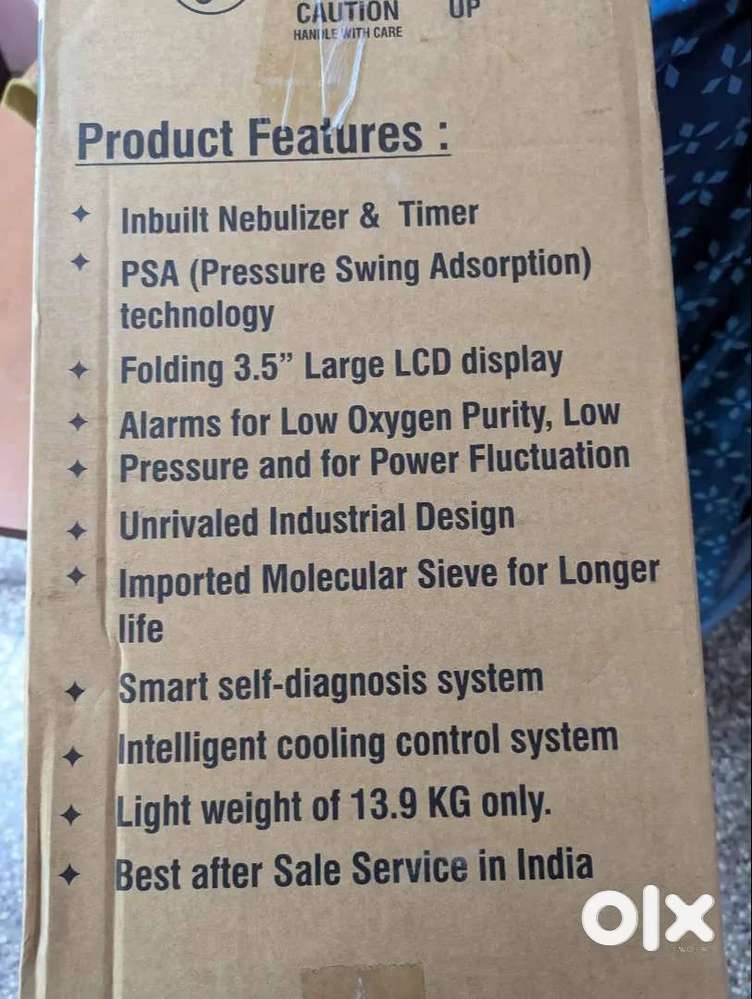 CAUTION UP
HANDLE WITH CARE
Product Features :
✦ Inbuilt Nebulizer & Timer
✦ PSA (Pressure Swing Adsorption)
technology
✦ Folding 3.5” Large LCD display
✦ Alarms for Low Oxygen Purity, Low
✦ Pressure and for Power Fluctuation
✦ Unrivaled Industrial Design
✦ Imported Molecular Sieve for Longer
life
✦ Smart self-diagnosis system
✦ Intelligent cooling control system
✦ Light weight of 13.9 KG only.
✦ Best after Sale Service in India
olx